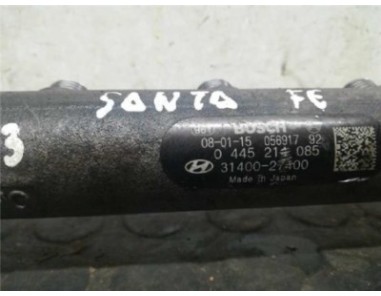 SANTA FE
3
BOSCH
08-01-15 056917 92
0 445 214 085
31400-27400
Made in Japan